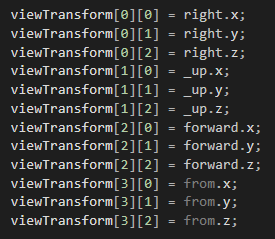 viewTransform[0][0] = right.x;
viewTransform[0][1] = right.y;
viewTransform[0][2] = right.z;
viewTransform[1][0] = _up.x;
viewTransform[1][1] = _up.y;
viewTransform[1][2] = _up.z;
viewTransform[2][0] = forward.x;
viewTransform[2][1] = forward.y;
viewTransform[2][2] = forward.z;
viewTransform[3][0] = from.x;
viewTransform[3][1] = from.y;
viewTransform[3][2] = from.z;